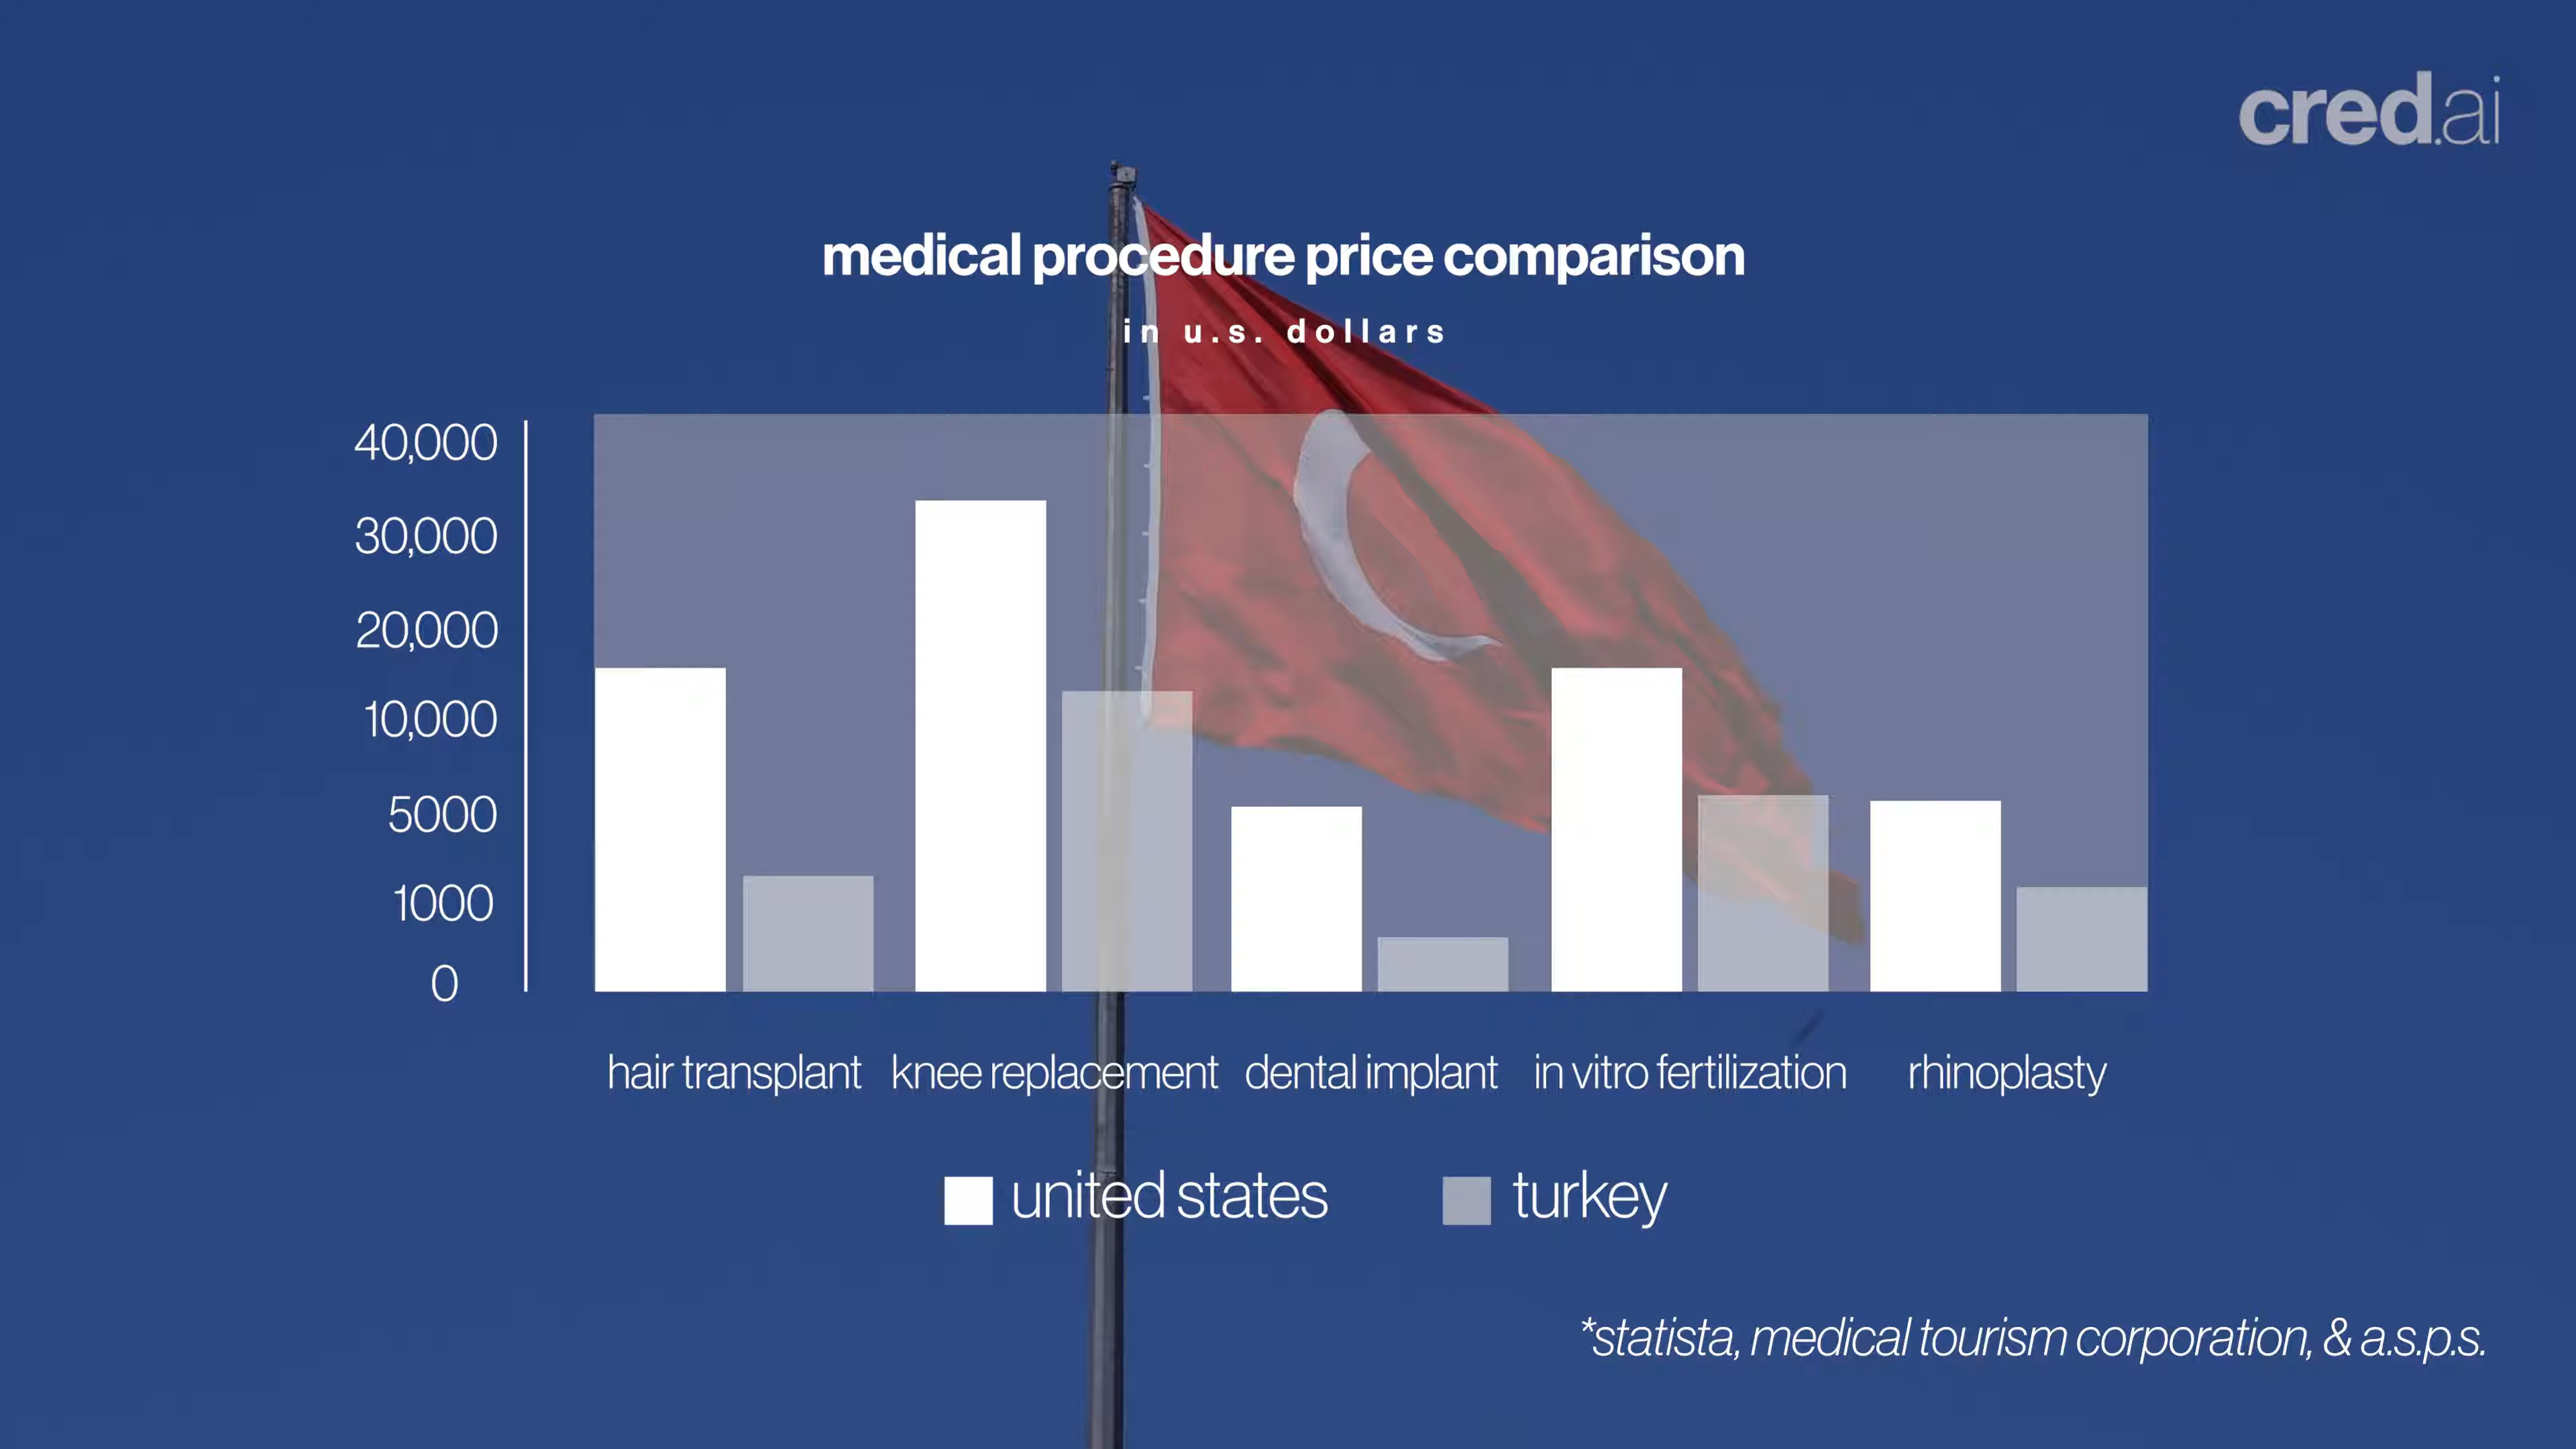 cred.ai
medical procedure price comparison
in u.s. dollars
40,000
30,000
20,000
10,000
5000
1000
0
hair transplant knee replacement dental implant in vitro fertilization rhinoplasty
united states turkey
*statista, medical tourism corporation, & a.s.p.s.